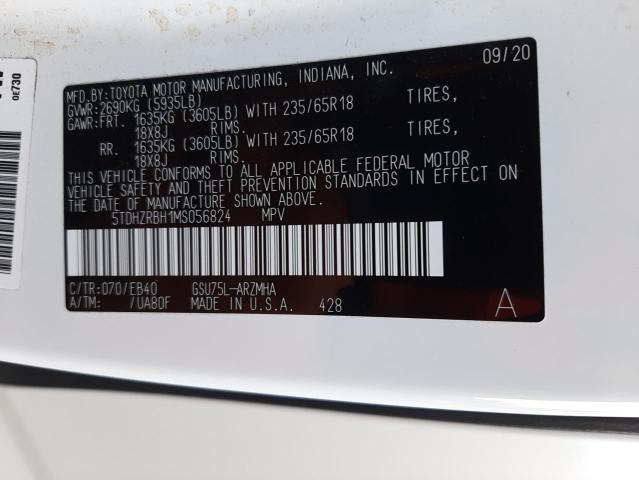 0E730
09/20
MFD.BY:TOYOTA MOTOR MANUFACTURING, INDIANA, INC.
GVWR:2690KG (5935LB)
GAWR:FRT. 1635KG (3605LB) WITH 235/65R18 TIRES,
18X8J RIMS.
RR. 1635KG (3605LB) WITH 235/65R18 TIRES,
18X8J RIMS.
THIS VEHICLE CONFORMS TO ALL APPLICABLE FEDERAL MOTOR
VEHICLE SAFETY AND THEFT PREVENTION STANDARDS IN EFFECT ON
THE DATE OF MANUFACTURE SHOWN ABOVE.
5TDHZRBH1MS056824 MPV
C/TR:070/EB40 GSU75L-ARZMHA
A/TM: /UA80F MADE IN U.S.A. 428
A